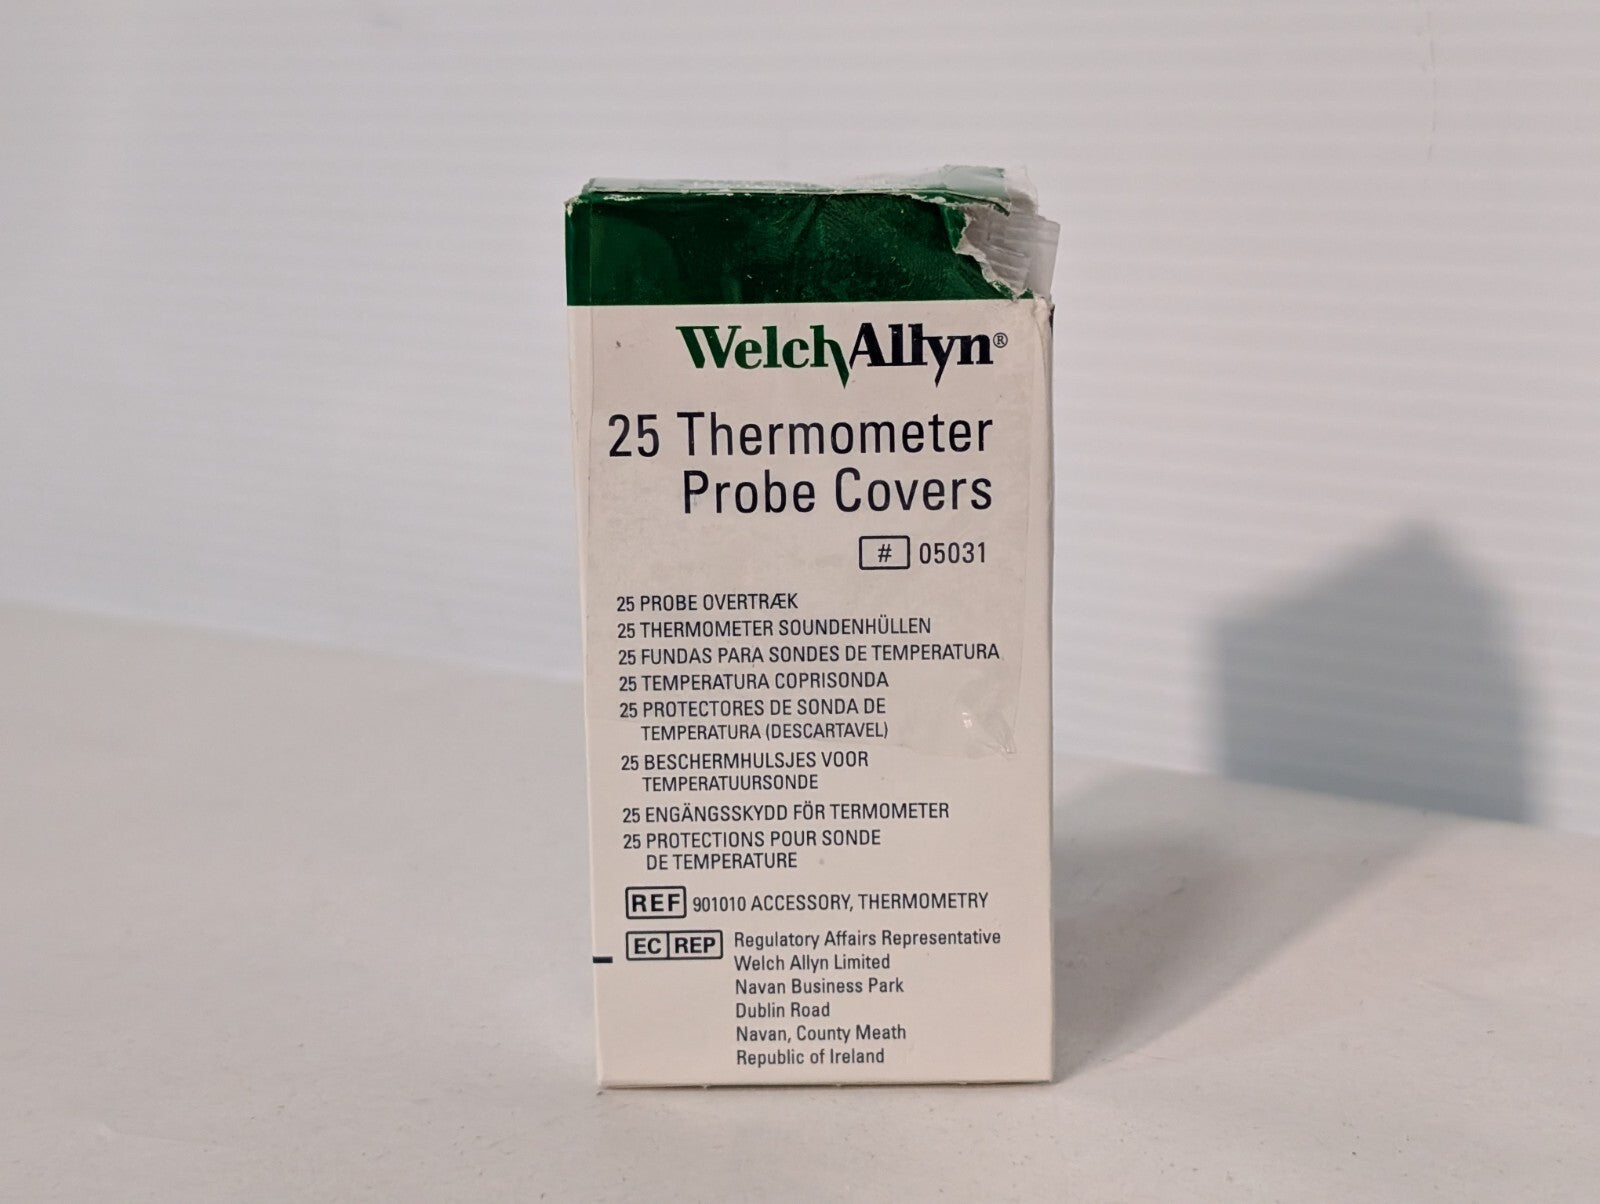 WelchAllyn®
25 Thermometer
Probe Covers
# 05031
25 PROBE OVERTRÆK
25 THERMOMETER SOUNDENHÜLLEN
25 FUNDAS PARA SONDES DE TEMPERATURA
25 TEMPERATURA COPRISONDA
25 PROTECTORES DE SONDA DE
TEMPERATURA (DESCARTAVEL)
25 BESCHERMHULSJES VOOR
TEMPERATUURSONDE
25 ENGÄNGSSKYDD FÖR TERMOMETER
25 PROTECTIONS POUR SONDE
DE TEMPERATURE
REF 901010 ACCESSORY, THERMOMETRY
EC REP Regulatory Affairs Representative
Welch Allyn Limited
Navan Business Park
Dublin Road
Navan, County Meath
Republic of Ireland